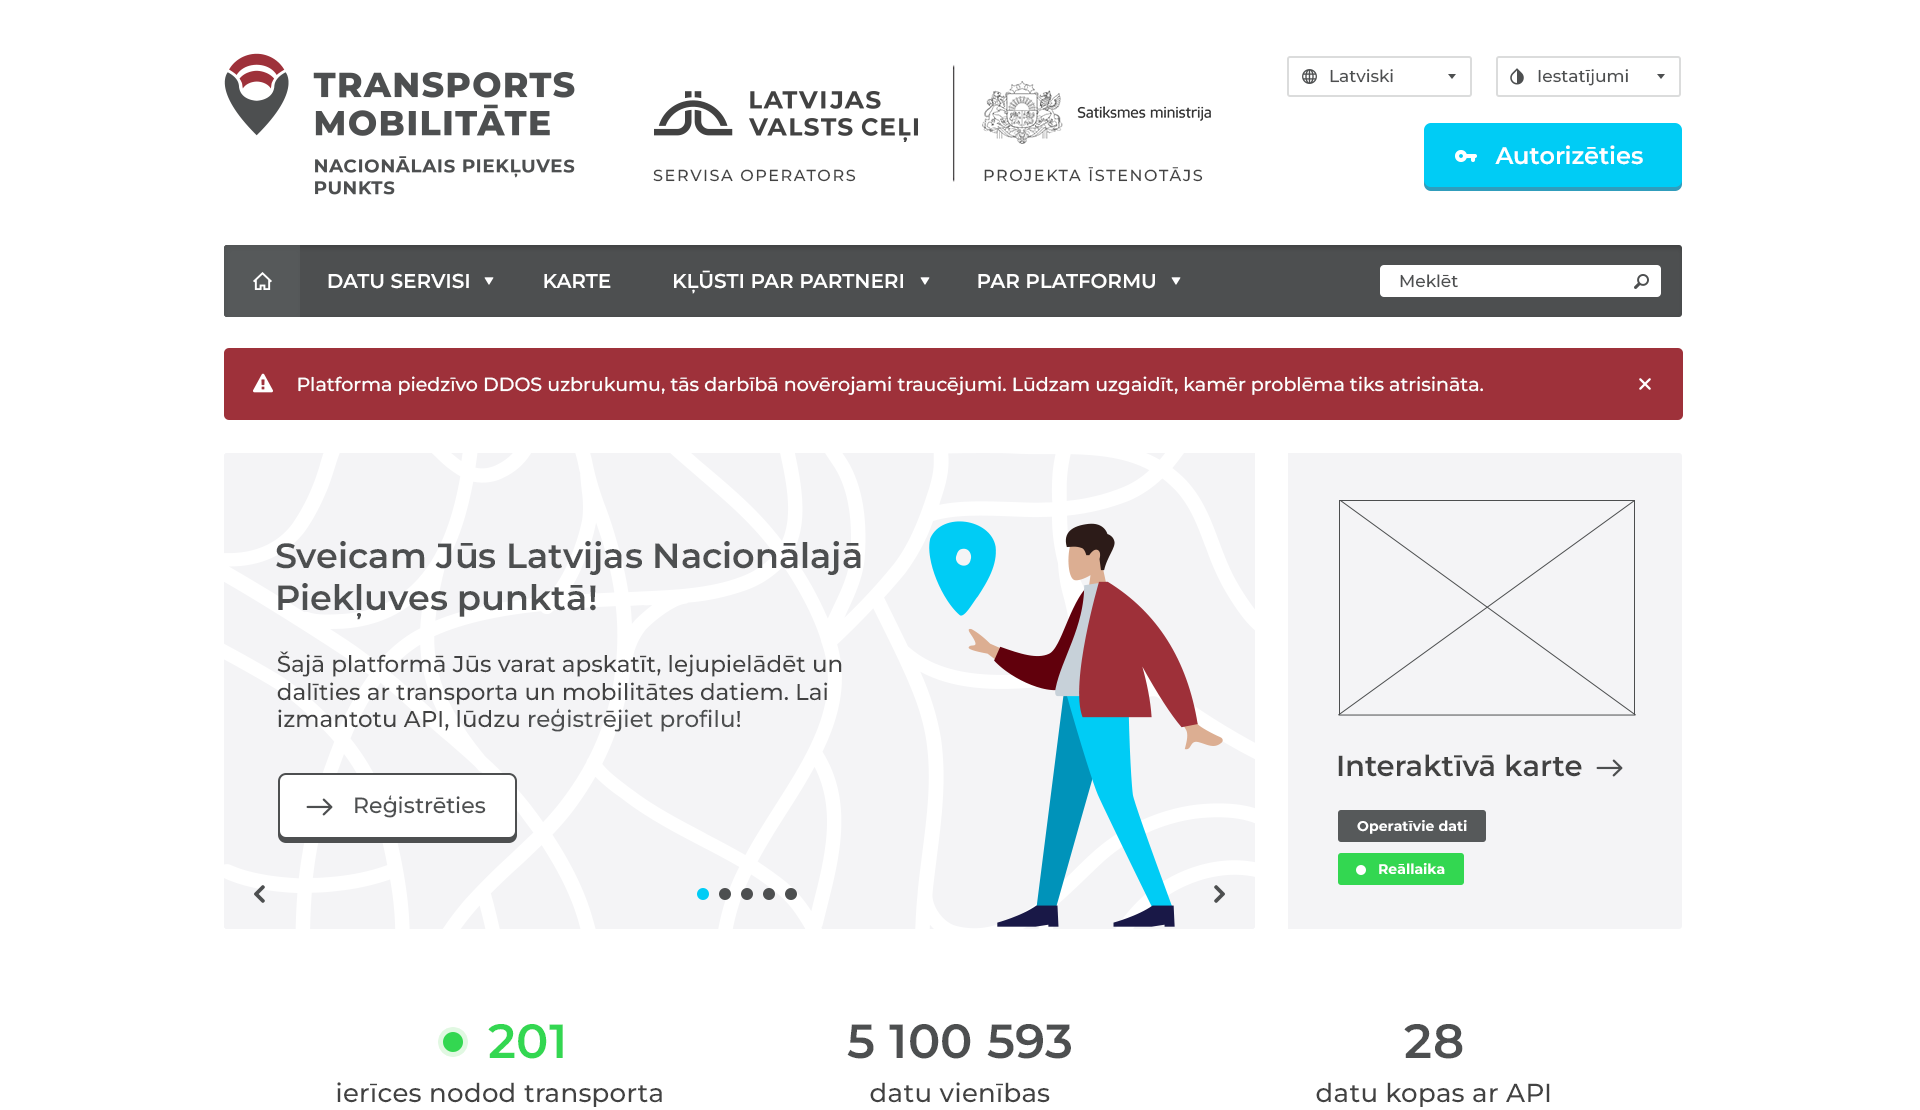 TRANSPORTS
MOBILITĀTE
NACIONĀLAIS PIEKĻUVES
PUNKTS
LATVIJAS
VALSTS CEĻI
SERVISA OPERATORS
Satiksmes ministrija
PROJEKTA ĪSTENOTĀJS
Latviski
Iestatījumi
Autorizēties
DATU SERVISI
KARTE
KĻŪSTI PAR PARTNERI
PAR PLATFORMU
Meklēt
Platforma piedzīvo DDOS uzbrukumu, tās darbībā novērojami traucējumi. Lūdzam uzgaidīt, kamēr problēma tiks atrisināta.
Sveicam Jūs Latvijas Nacionālajā
Piekļuves punktā!
Šajā platformā Jūs varat apskatīt, lejupielādēt un
dalīties ar transporta un mobilitātes datiem. Lai
izmantotu API, lūdzu reģistrējiet profilu!
Reģistrēties
Interaktīvā karte
Operatīvie dati
Reāllaika
201
ierīces nodod transporta
5 100 593
datu vienības
28
datu kopas ar API